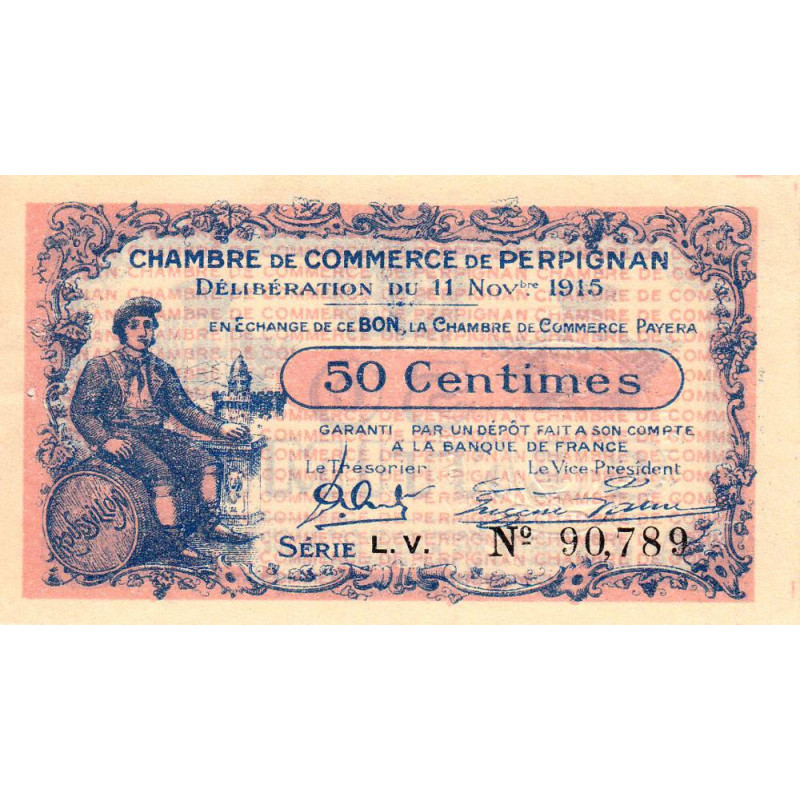 CHAMBRE DE COMMERCE DE PERPIGNAN
DÉLIBÉRATION DU 11 NOVbre 1915
EN ÉCHANGE DE CE BON, LA CHAMBRE DE COMMERCE PAYERA
50 Centimes
GARANTI PAR UN DÉPÔT FAIT A SON COMPTE
A LA BANQUE DE FRANCE
Le Trésorier Le Vice-Président
ROUSSILLON
SÉRIE L.V. Nº 90,789